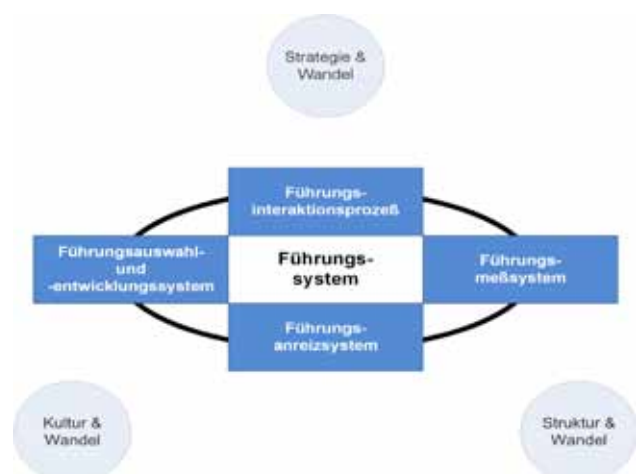 Strategie &
Wandel
Führungs-
interaktionsprozeß
Führungsauswahl-
und
-entwicklungssystem
Führungs-
system
Führungs-
meßsystem
Führungs-
anreizsystem
Kultur &
Wandel
Struktur &
Wandel